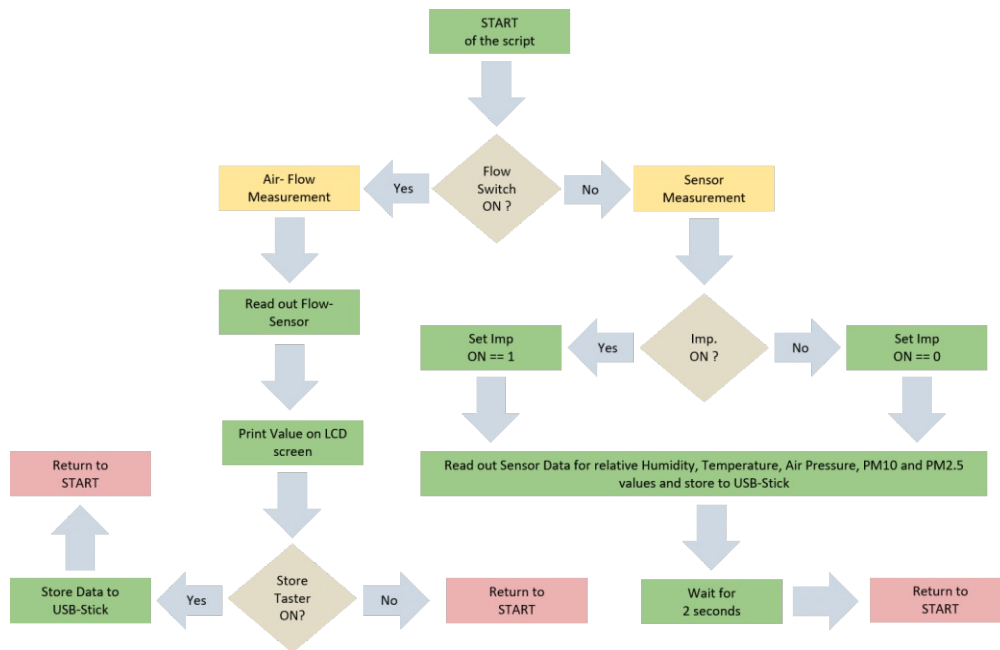 START
of the script
Flow
Switch
ON ?
Yes
No
Air- Flow
Measurement
Sensor
Measurement
Read out Flow-
Sensor
Imp.
ON ?
Yes
No
Set Imp
ON == 1
Set Imp
ON == 0
Print Value on LCD
screen
Read out Sensor Data for relative Humidity, Temperature, Air Pressure, PM10 and PM2.5
values and store to USB-Stick
Return to
START
Store
Taster
ON?
Yes
No
Store Data to
USB-Stick
Return to
START
Wait for
2 seconds
Return to
START